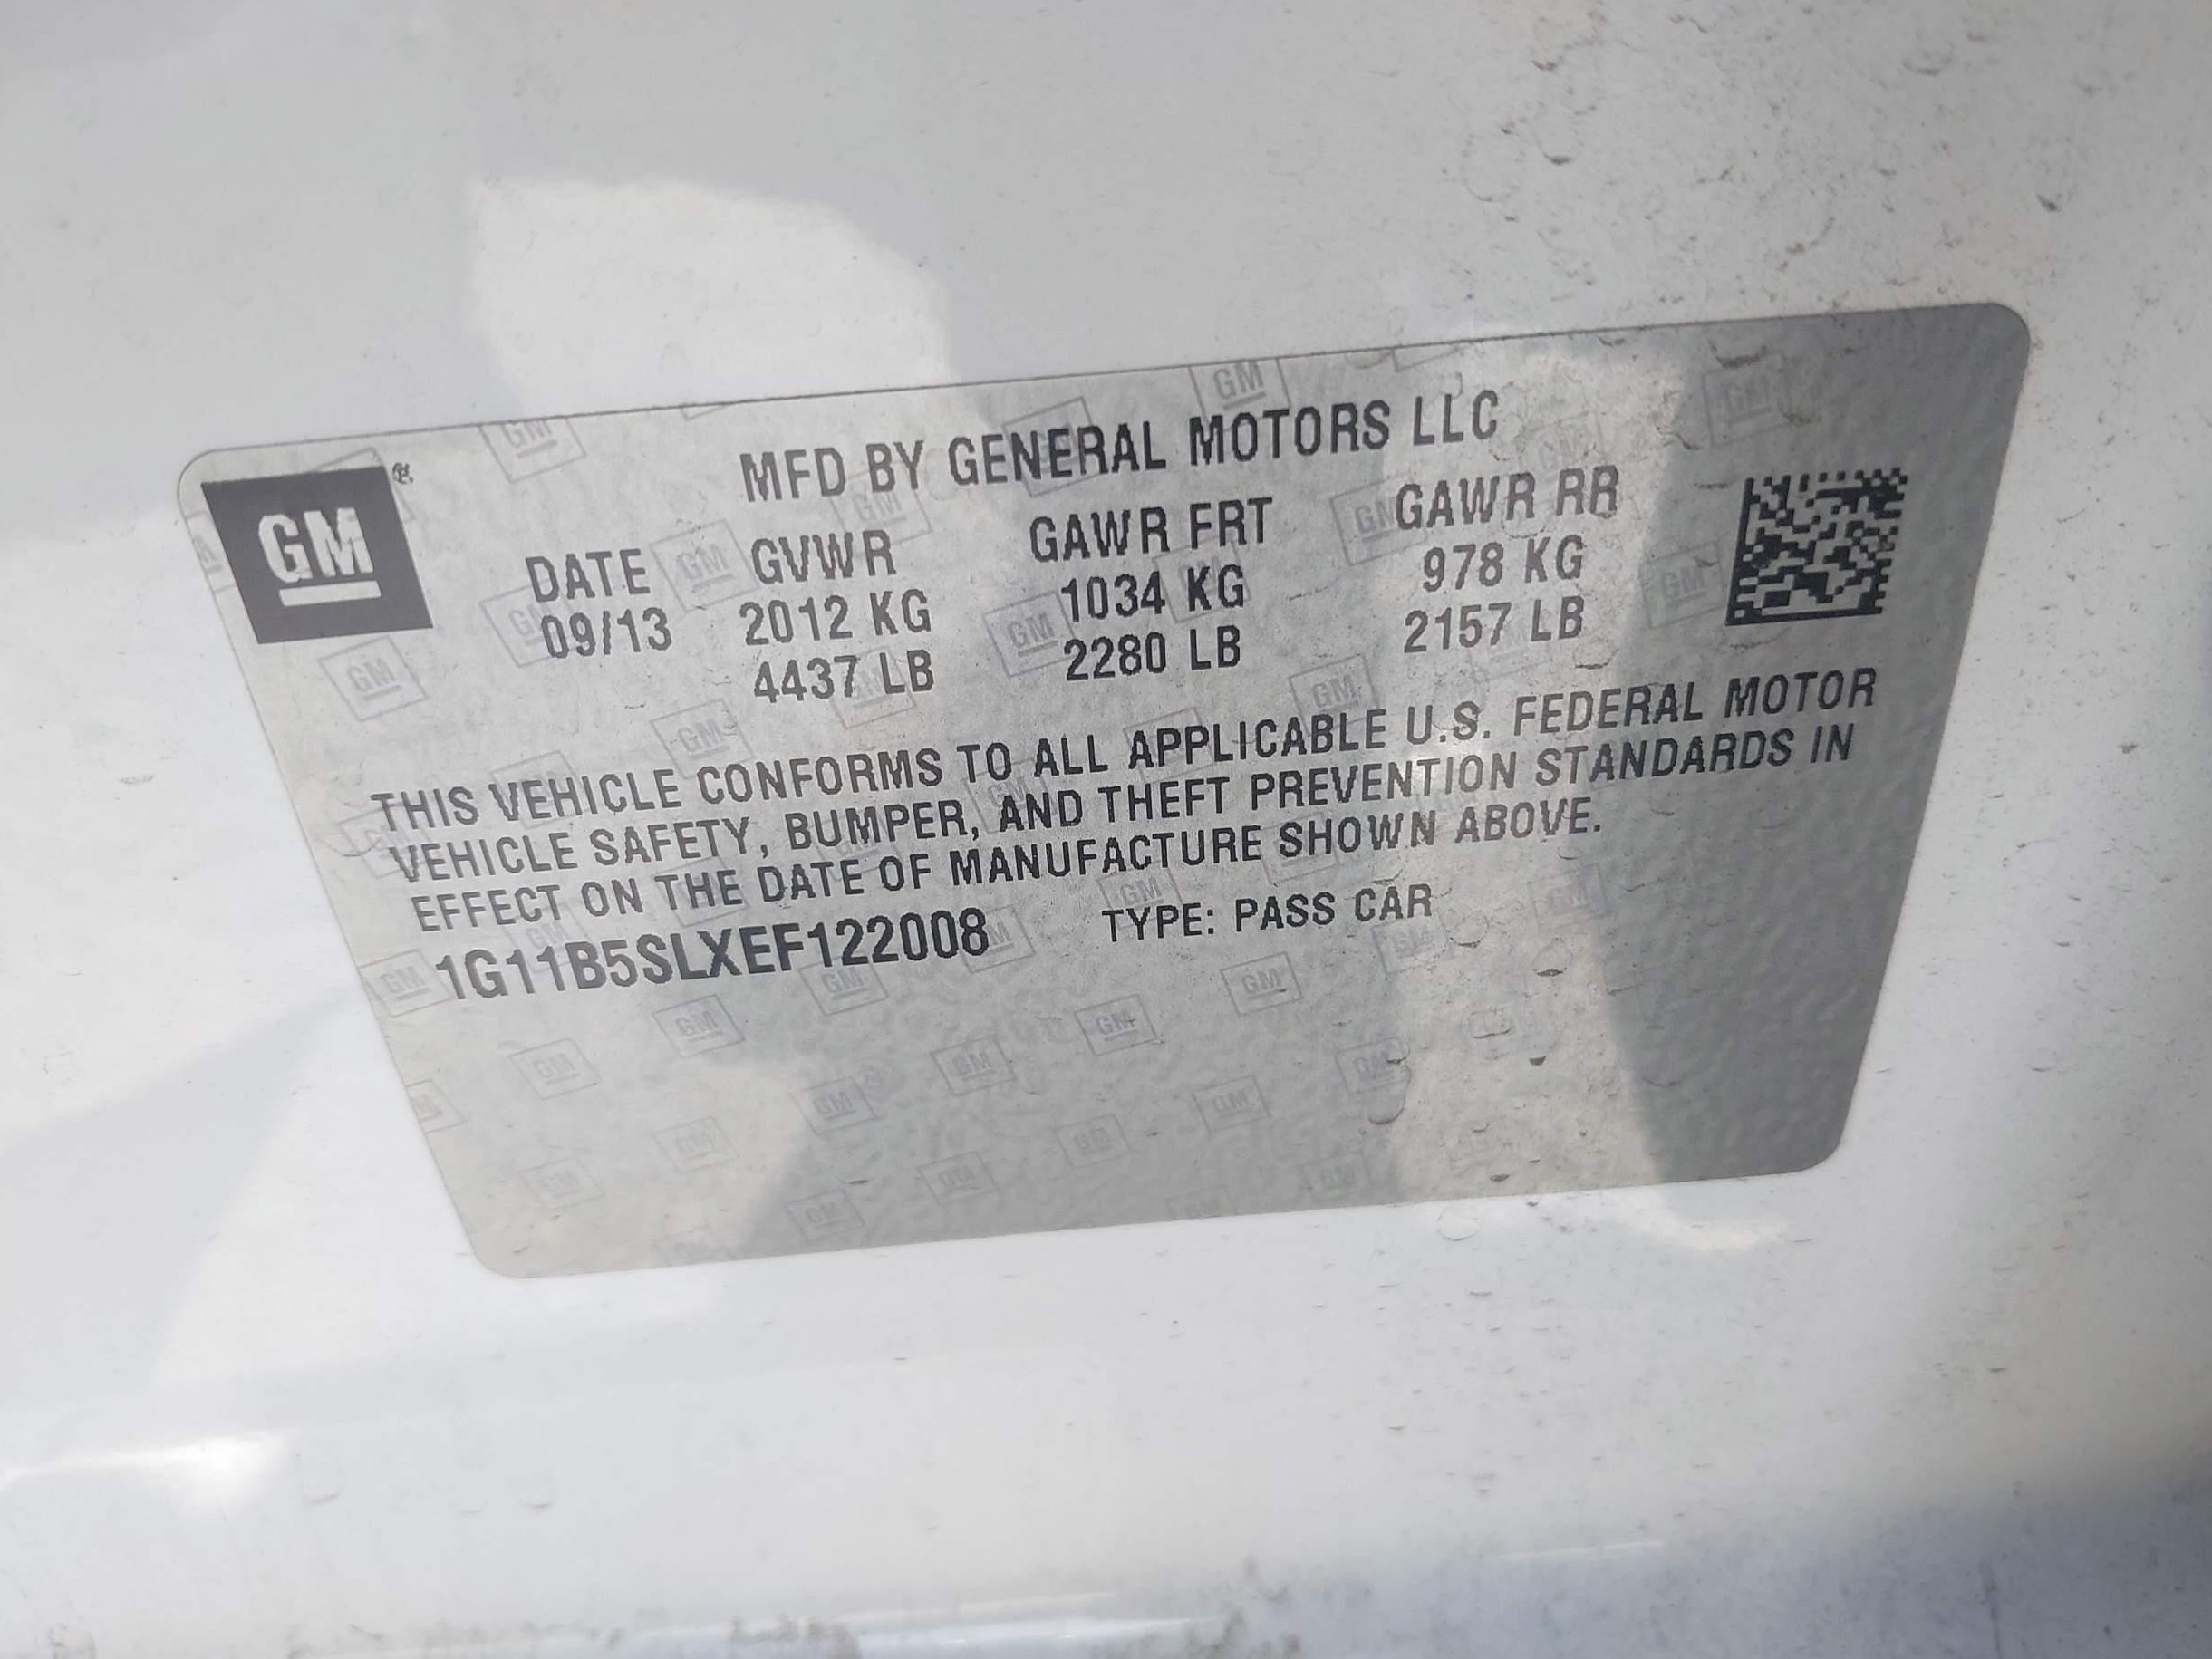 GM
MFD BY GENERAL MOTORS LLC
DATE GVWR GAWR FRT GAWR RR
09/13 2012 KG 1034 KG 978 KG
4437 LB 2280 LB 2157 LB
THIS VEHICLE CONFORMS TO ALL APPLICABLE U.S. FEDERAL MOTOR
VEHICLE SAFETY, BUMPER, AND THEFT PREVENTION STANDARDS IN
EFFECT ON THE DATE OF MANUFACTURE SHOWN ABOVE.
1G11B5SLXEF122008 TYPE: PASS CAR